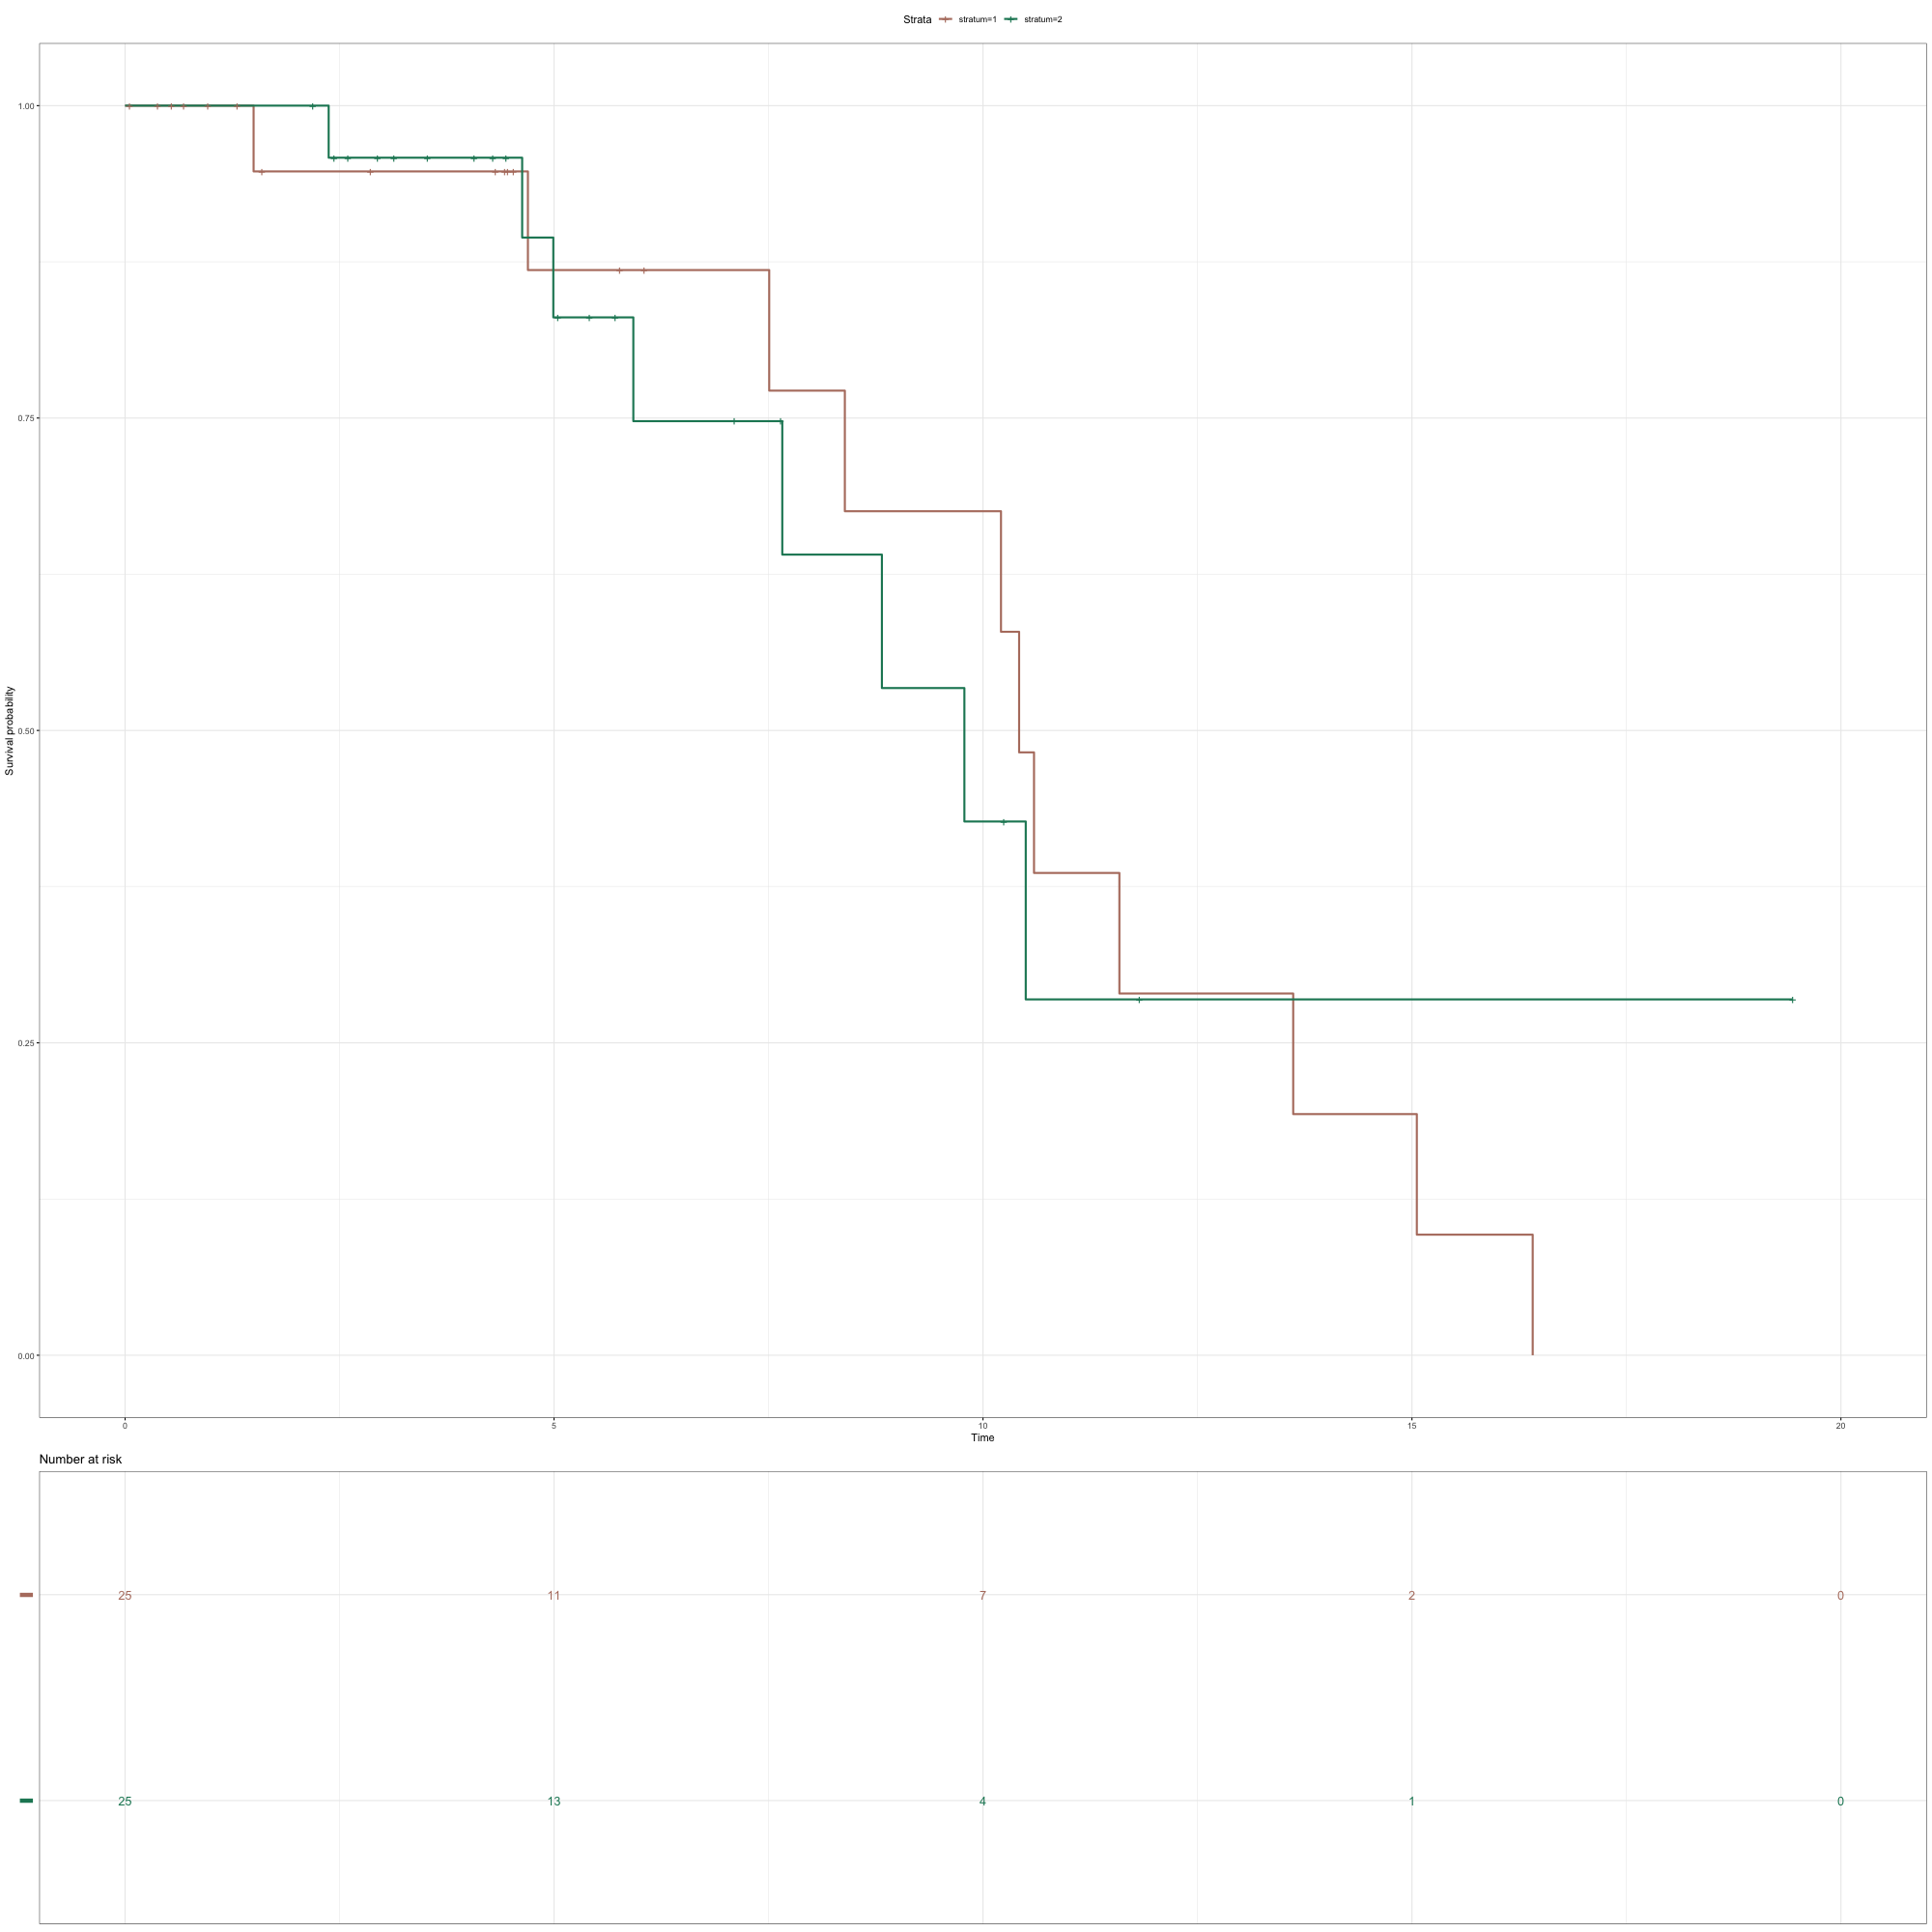 Strata stratum=1 stratum=2
1.00
0.75
0.50
0.25
0.00
Survival probability
0 5 10 15 20
Time
Number at risk
25 11 7 2 0
25 13 4 1 0